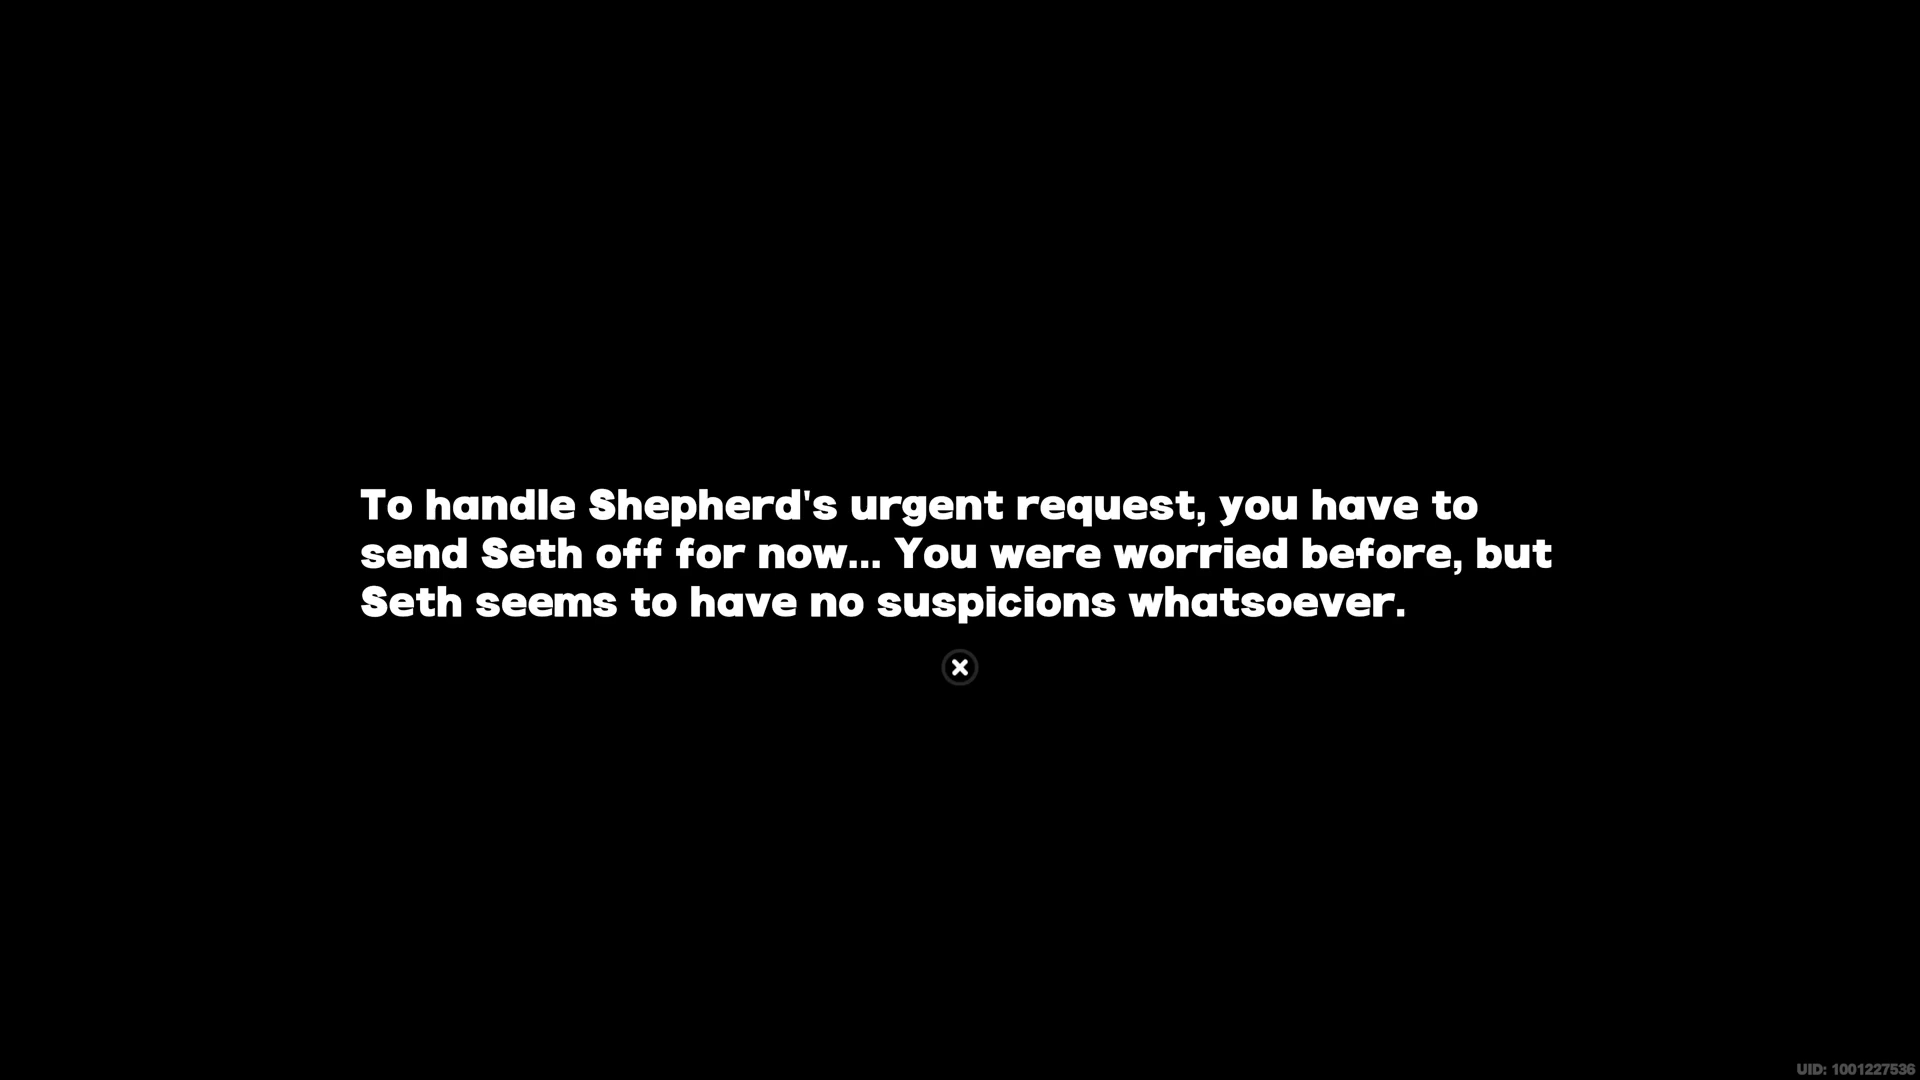 To handle Shepherd's urgent request, you have to
send Seth off for now... You were worried before, but
Seth seems to have no suspicions whatsoever.
UID: 1001227536